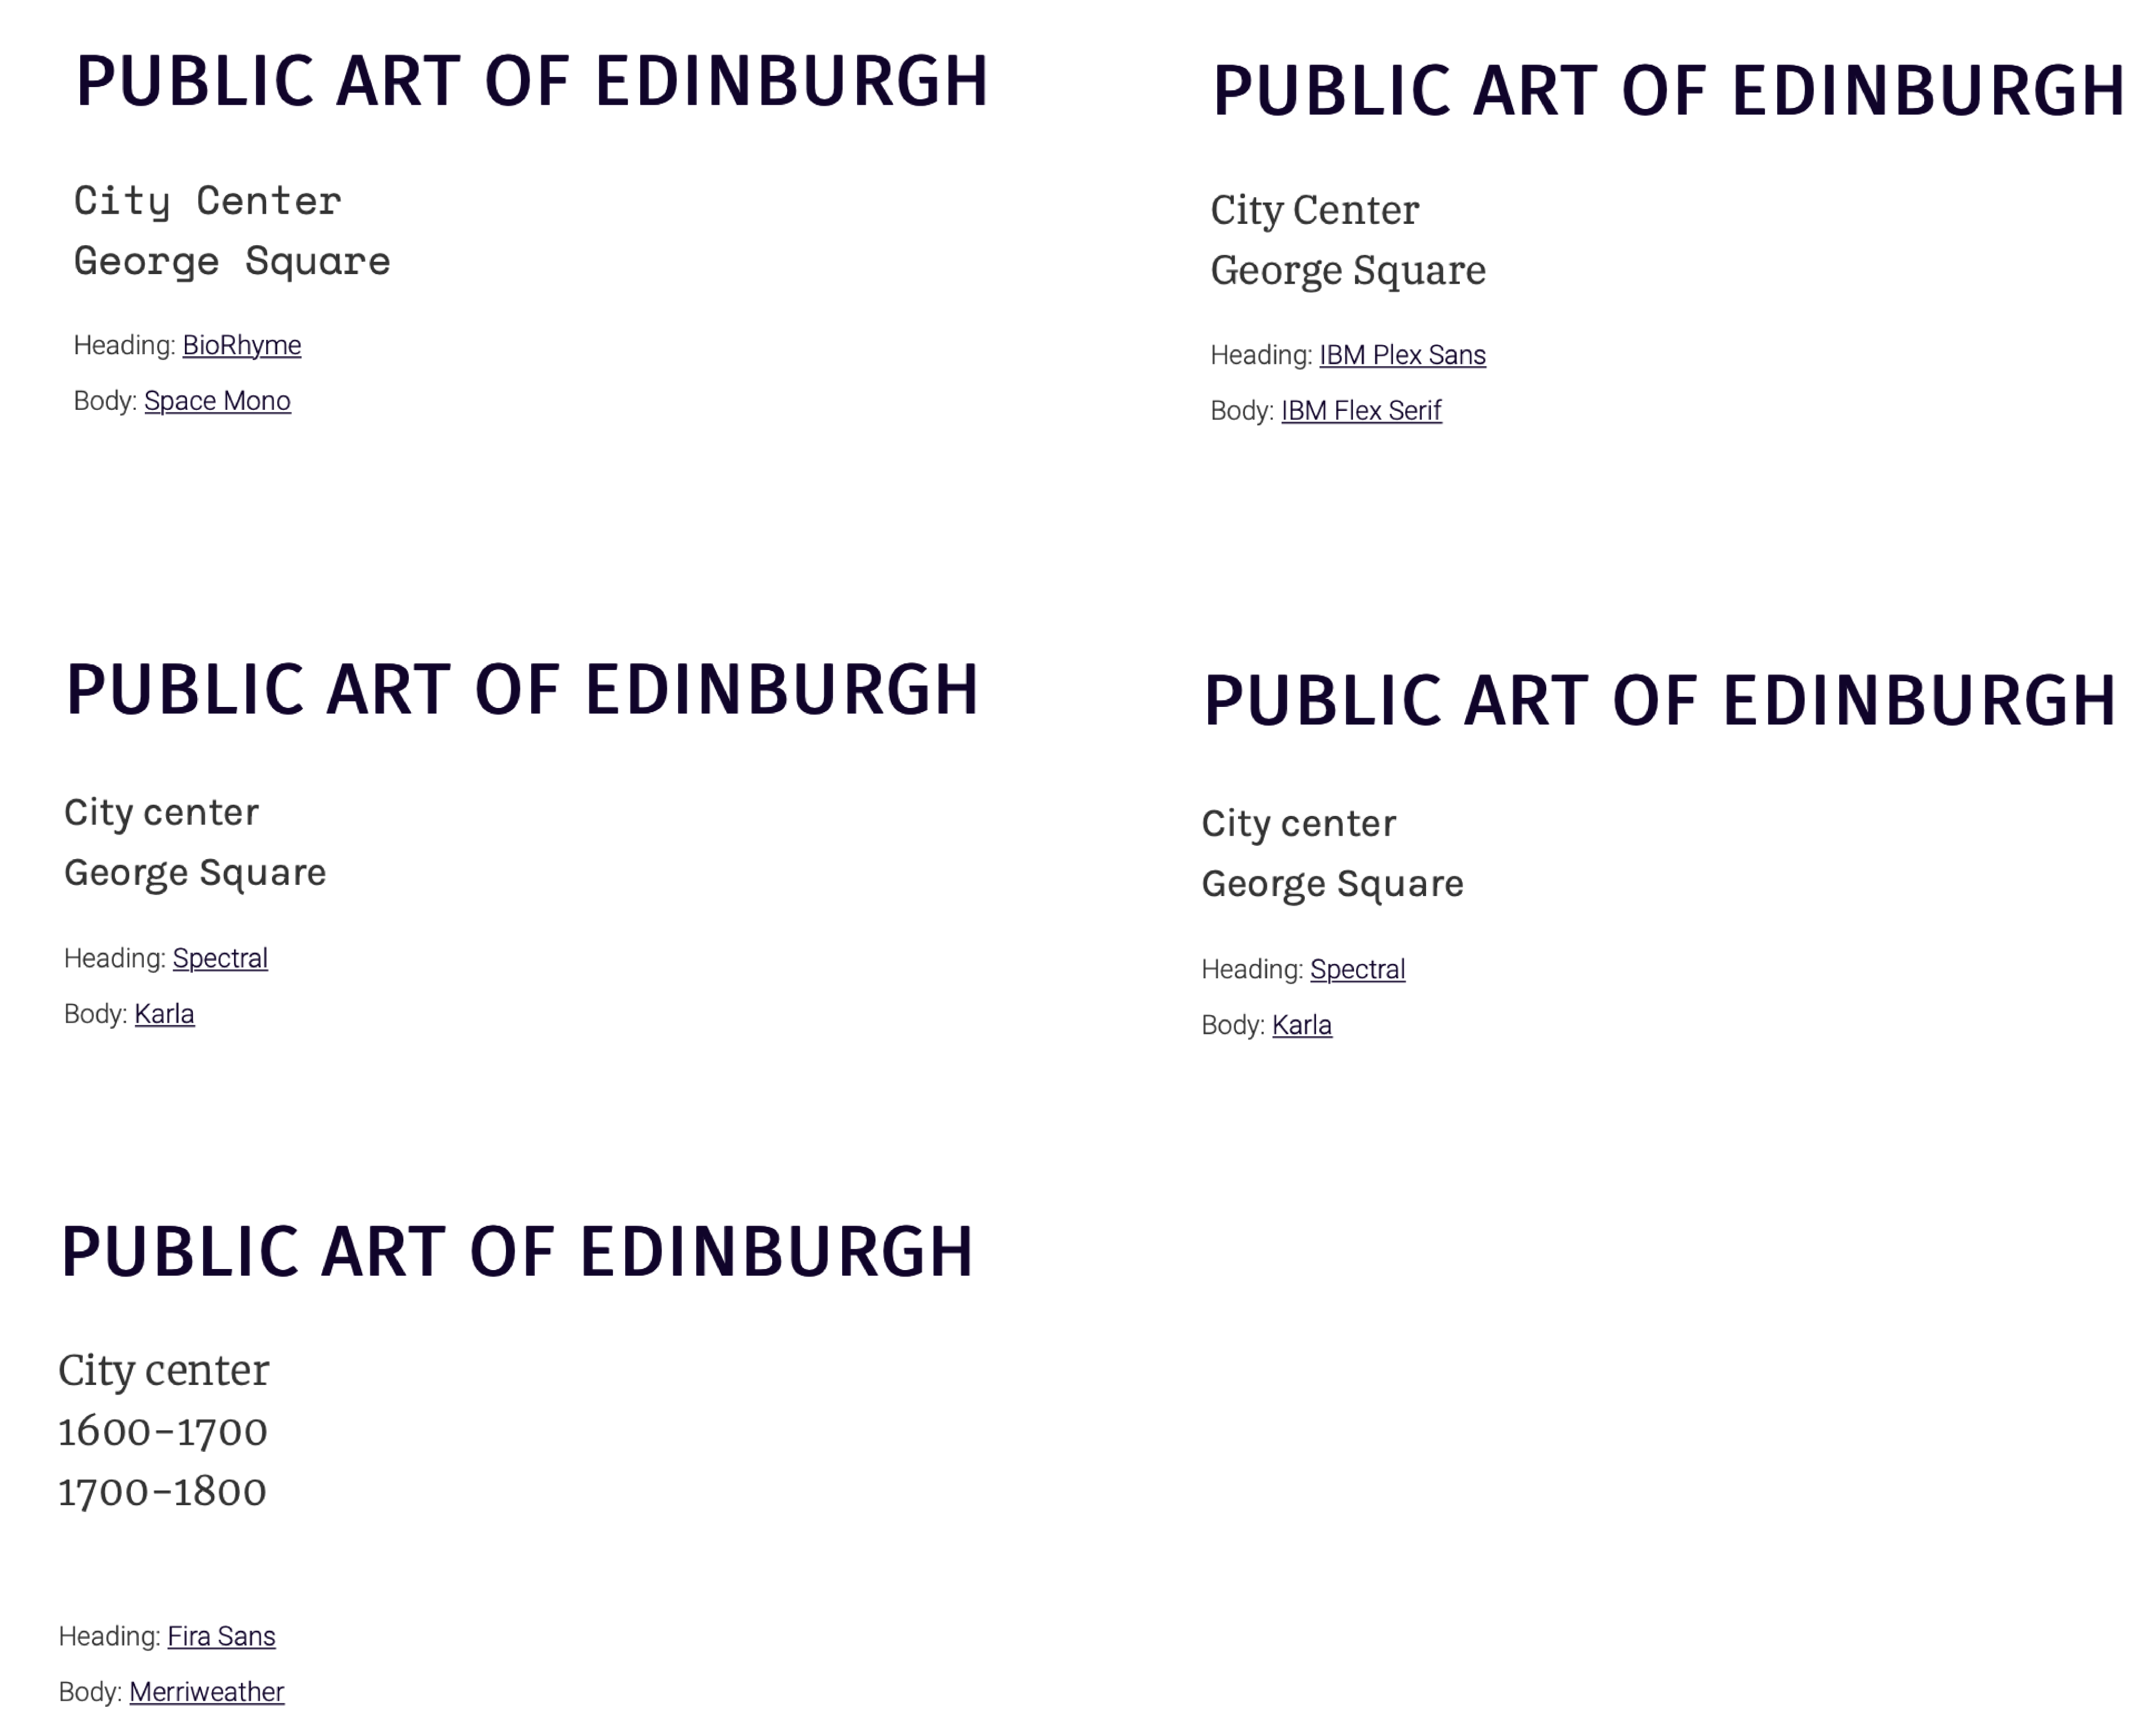 PUBLIC ART OF EDINBURGH
City Center
George Square
Heading: BioRhyme
Body: Space Mono
PUBLIC ART OF EDINBURGH
City Center
George Square
Heading: IBM Plex Sans
Body: IBM Flex Serif
PUBLIC ART OF EDINBURGH
City center
George Square
Heading: Spectral
Body: Karla
PUBLIC ART OF EDINBURGH
City center
George Square
Heading: Spectral
Body: Karla
PUBLIC ART OF EDINBURGH
City center
1600–1700
1700–1800
Heading: Fira Sans
Body: Merriweather